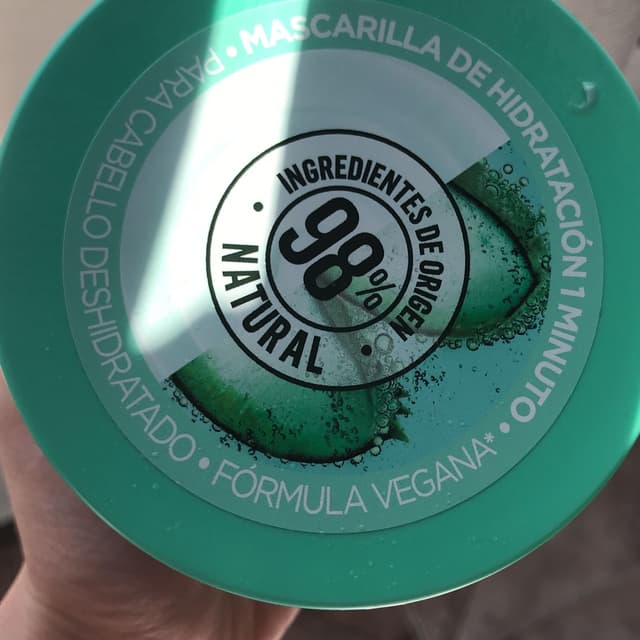 MASCARILLA DE HIDRATACIÓN 1 MINUTO •
PARA CABELLO DESHIDRATADO •
FÓRMULA VEGANA* •
INGREDIENTES DE ORIGEN
• NATURAL •
98%